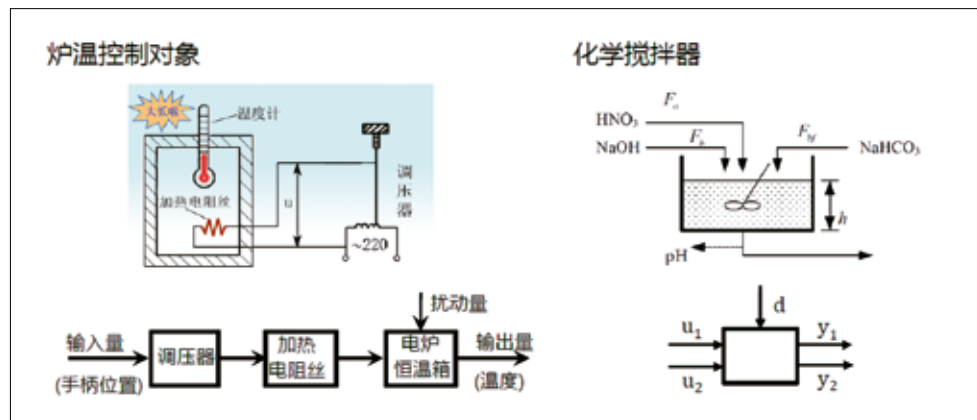 炉温控制对象
温度计
加热电阻丝
u
调压器
~220
输入量
(手柄位置)
调压器
加热
电阻丝
扰动量
电炉
恒温箱
输出量
(温度)
化学搅拌器
HNO₃
NaOH
Fₐ
F_b
F_bf
NaHCO₃
h
pH
d
u₁
u₂
y₁
y₂